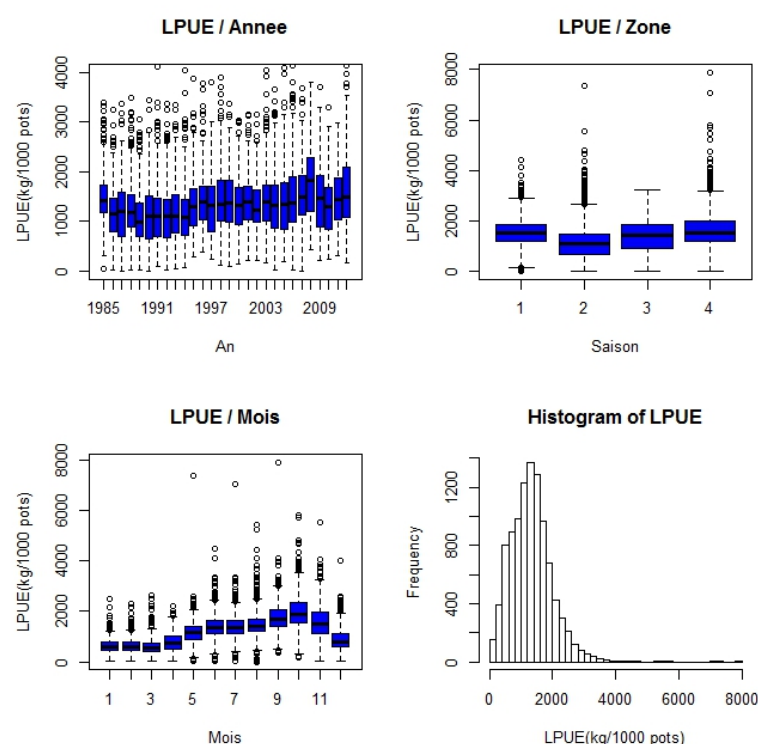 LPUE / Annee
LPUE(kg/1000 pots)
0 1000 2000 3000 4000
1985 1991 1997 2003 2009
An
LPUE / Zone
LPUE(kg/1000 pots)
0 2000 4000 6000 8000
1 2 3 4
Saison
LPUE / Mois
LPUE(kg/1000 pots)
0 2000 4000 6000 8000
1 3 5 7 9 11
Mois
Histogram of LPUE
Frequency
0 400 800 1200
0 2000 4000 6000 8000
LPUE(kg/1000 pots)